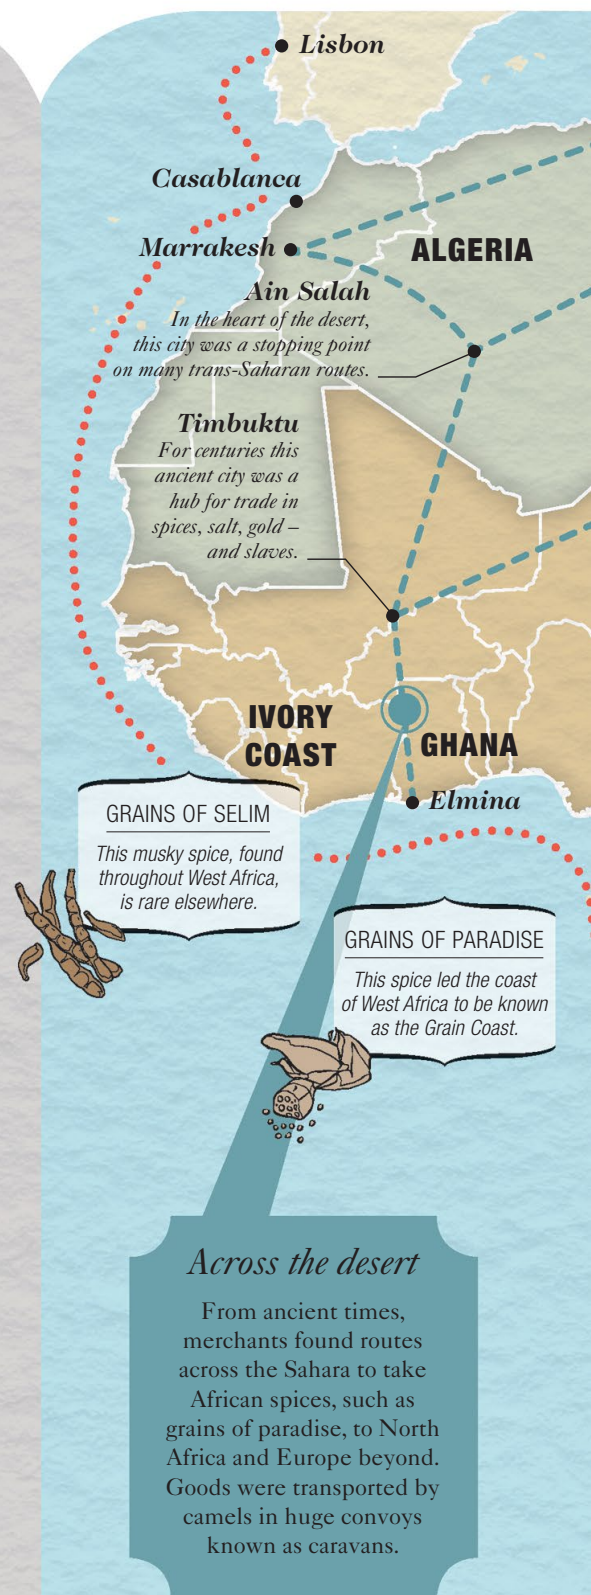 Lisbon
Casablanca
Marrakesh
ALGERIA
Ain Salah
In the heart of the desert,
this city was a stopping point
on many trans-Saharan routes.
Timbuktu
For centuries this
ancient city was a
hub for trade in
spices, salt, gold –
and slaves.
IVORY
COAST
GHANA
Elmina
GRAINS OF SELIM
This musky spice, found
throughout West Africa,
is rare elsewhere.
GRAINS OF PARADISE
This spice led the coast
of West Africa to be known
as the Grain Coast.
Across the desert
From ancient times,
merchants found routes
across the Sahara to take
African spices, such as
grains of paradise, to North
Africa and Europe beyond.
Goods were transported by
camels in huge convoys
known as caravans.